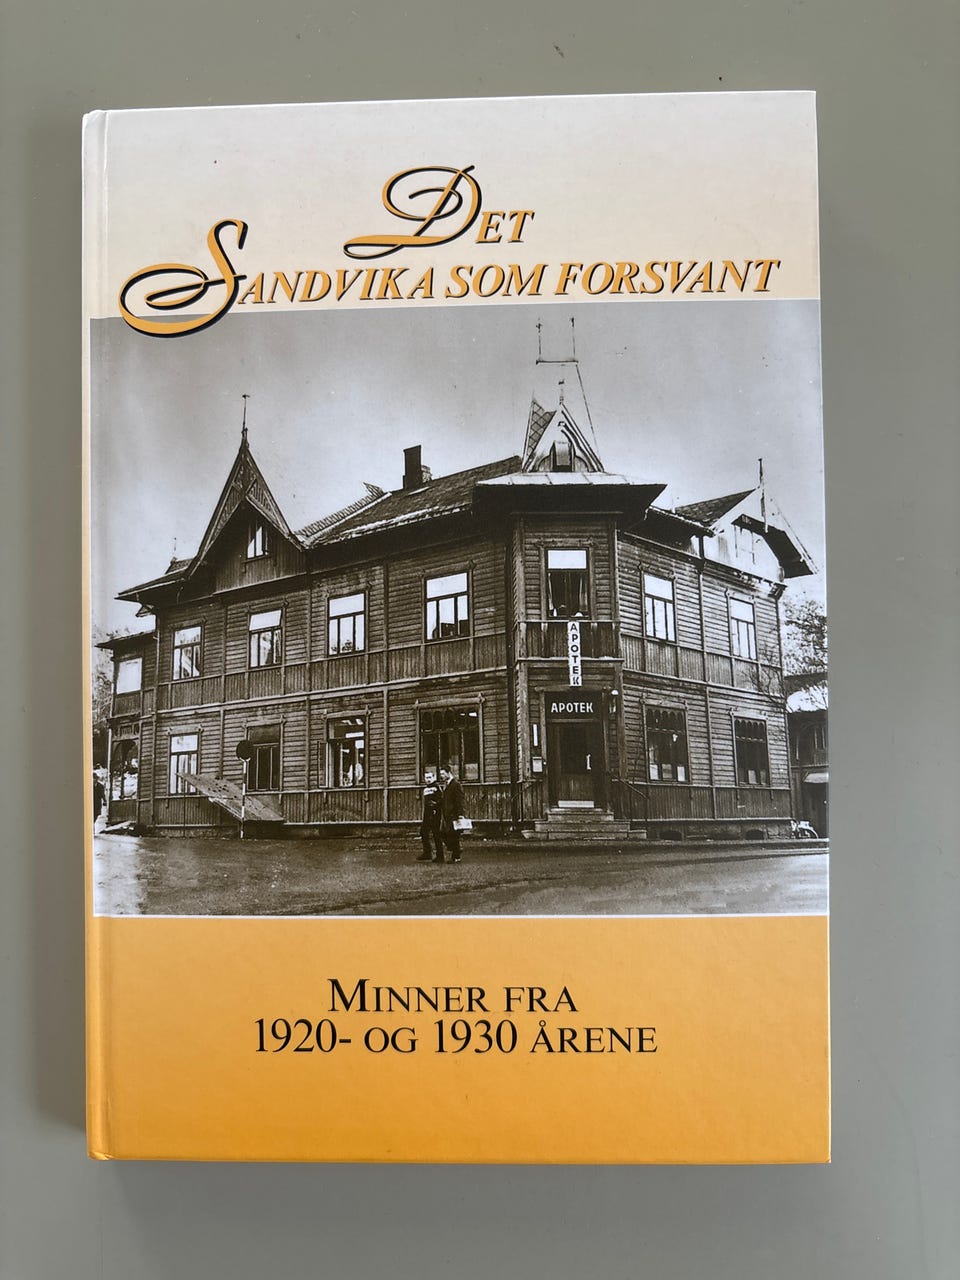 DET
SANDVIKA SOM FORSVANT
APOTEK
APOTEK
MINNER FRA
1920- OG 1930 ÅRENE